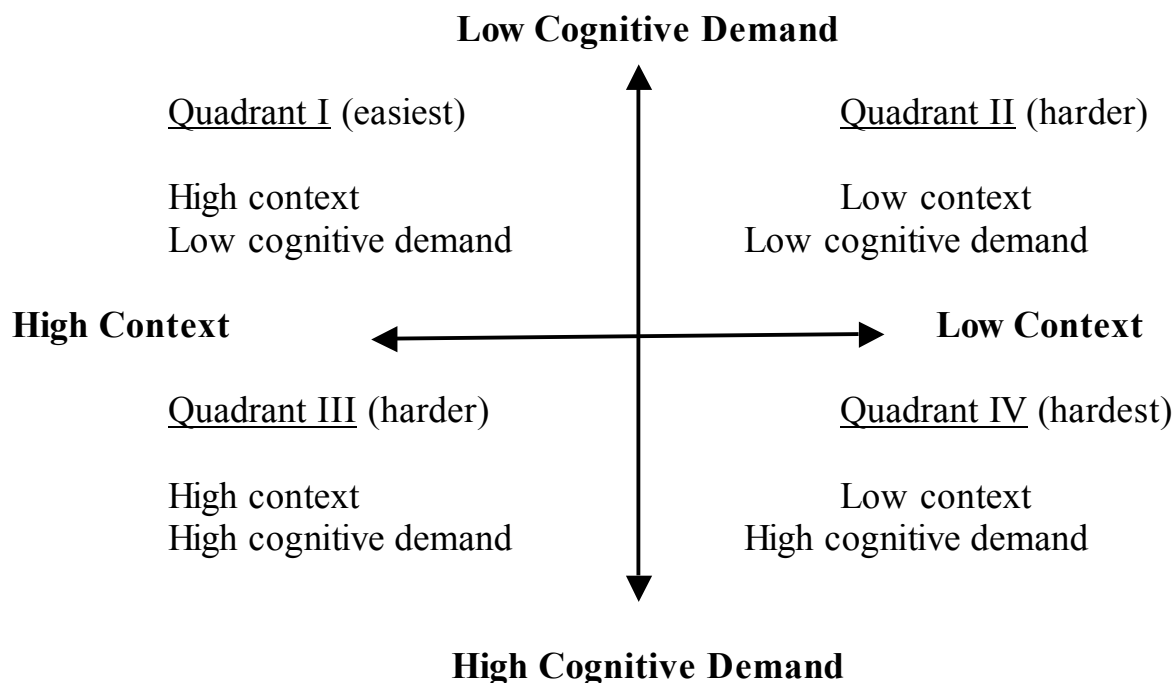 Low Cognitive Demand
Quadrant I (easiest)
High context
Low cognitive demand
Quadrant II (harder)
Low context
Low cognitive demand
High Context
Low Context
Quadrant III (harder)
High context
High cognitive demand
Quadrant IV (hardest)
Low context
High cognitive demand
High Cognitive Demand